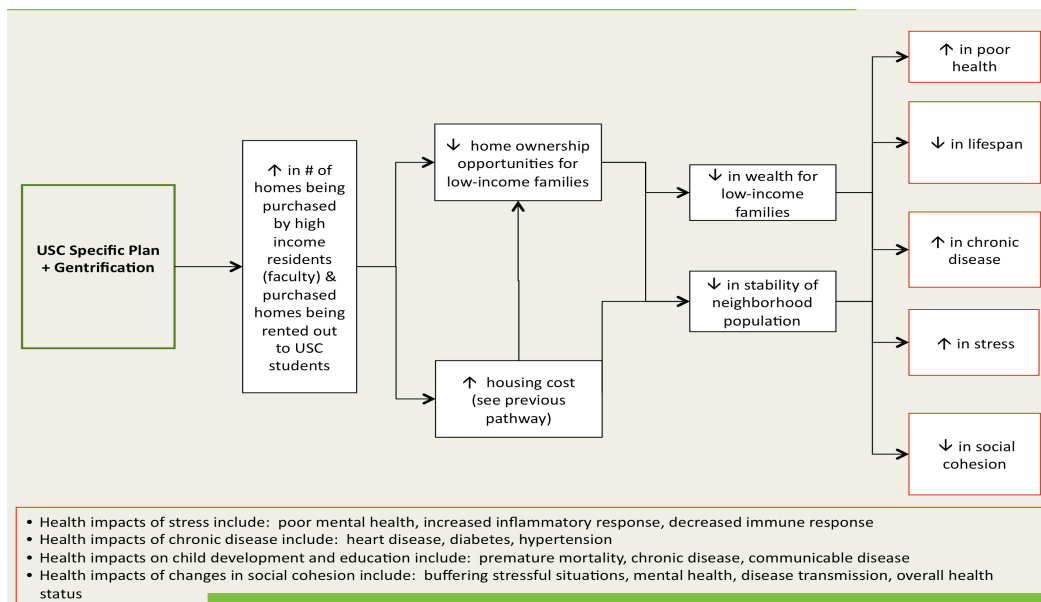 USC Specific Plan
+ Gentrification
↑ in # of
homes being
purchased
by high
income
residents
(faculty) &
purchased
homes being
rented out
to USC
students
↓ home ownership
opportunities for
low-income families
↑ housing cost
(see previous
pathway)
↓ in wealth for
low-income
families
↓ in stability of
neighborhood
population
↑ in poor
health
↓ in lifespan
↑ in chronic
disease
↑ in stress
↓ in social
cohesion
• Health impacts of stress include: poor mental health, increased inflammatory response, decreased immune response
• Health impacts of chronic disease include: heart disease, diabetes, hypertension
• Health impacts on child development and education include: premature mortality, chronic disease, communicable disease
• Health impacts of changes in social cohesion include: buffering stressful situations, mental health, disease transmission, overall health
status